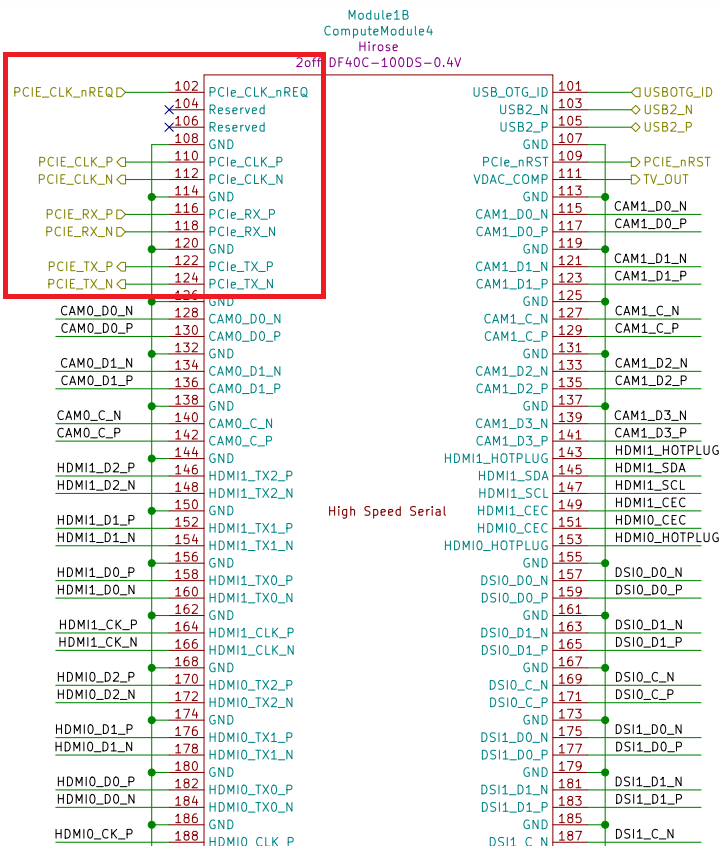 Module1B
ComputeModule4
Hirose
2off DF40C-100DS-0.4V
PCIE_CLK_nREQ 102 PCIe_CLK_nREQ USB_OTG_ID 101 USBOTG_ID
104 Reserved USB2_N 103 USB2_N
106 Reserved USB2_P 105 USB2_P
108 GND GND 107
PCIE_CLK_P 110 PCIe_CLK_P PCIe_nRST 109 PCIE_nRST
PCIE_CLK_N 112 PCIe_CLK_N VDAC_COMP 111 TV_OUT
114 GND GND 113
PCIE_RX_P 116 PCIe_RX_P CAM1_D0_N 115 CAM1_D0_N
PCIE_RX_N 118 PCIe_RX_N CAM1_D0_P 117 CAM1_D0_P
120 GND GND 119
PCIE_TX_P 122 PCIe_TX_P CAM1_D1_N 121 CAM1_D1_N
PCIE_TX_N 124 PCIe_TX_N CAM1_D1_P 123 CAM1_D1_P
126 GND GND 125
CAM0_D0_N 128 CAM0_D0_N CAM1_C_N 127 CAM1_C_N
CAM0_D0_P 130 CAM0_D0_P CAM1_C_P 129 CAM1_C_P
132 GND GND 131
CAM0_D1_N 134 CAM0_D1_N CAM1_D2_N 133 CAM1_D2_N
CAM0_D1_P 136 CAM0_D1_P CAM1_D2_P 135 CAM1_D2_P
138 GND GND 137
CAM0_C_N 140 CAM0_C_N CAM1_D3_N 139 CAM1_D3_N
CAM0_C_P 142 CAM0_C_P CAM1_D3_P 141 CAM1_D3_P
144 GND HDMI1_HOTPLUG 143 HDMI1_HOTPLUG
HDMI1_D2_P 146 HDMI1_TX2_P HDMI1_SDA 145 HDMI1_SDA
HDMI1_D2_N 148 HDMI1_TX2_N HDMI1_SCL 147 HDMI1_SCL
150 GND High Speed Serial HDMI1_CEC 149 HDMI1_CEC
HDMI1_D1_P 152 HDMI1_TX1_P HDMI0_CEC 151 HDMI0_CEC
HDMI1_D1_N 154 HDMI1_TX1_N HDMI0_HOTPLUG 153 HDMI0_HOTPLUG
156 GND GND 155
HDMI1_D0_P 158 HDMI1_TX0_P DSI0_D0_N 157 DSI0_D0_N
HDMI1_D0_N 160 HDMI1_TX0_N DSI0_D0_P 159 DSI0_D0_P
162 GND GND 161
HDMI1_CK_P 164 HDMI1_CLK_P DSI0_D1_N 163 DSI0_D1_N
HDMI1_CK_N 166 HDMI1_CLK_N DSI0_D1_P 165 DSI0_D1_P
168 GND GND 167
HDMI0_D2_P 170 HDMI0_TX2_P DSI0_C_N 169 DSI0_C_N
HDMI0_D2_N 172 HDMI0_TX2_N DSI0_C_P 171 DSI0_C_P
174 GND GND 173
HDMI0_D1_P 176 HDMI0_TX1_P DSI1_D0_N 175 DSI1_D0_N
HDMI0_D1_N 178 HDMI0_TX1_N DSI1_D0_P 177 DSI1_D0_P
180 GND GND 179
HDMI0_D0_P 182 HDMI0_TX0_P DSI1_D1_N 181 DSI1_D1_N
HDMI0_D0_N 184 HDMI0_TX0_N DSI1_D1_P 183 DSI1_D1_P
186 GND GND 185
HDMI0_CK_P 188 HDMI0_CLK_P DSI1_C_N 187 DSI1_C_N